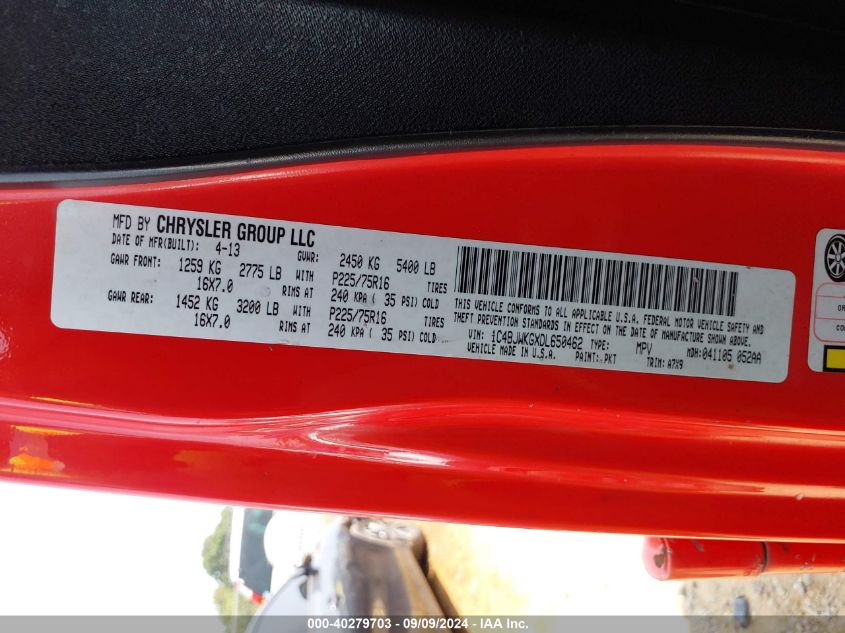 MFD BY CHRYSLER GROUP LLC
DATE OF MFR(BUILT): 4-13 GVWR: 2450 KG 5400 LB
GAWR FRONT: 1259 KG 2775 LB WITH P225/75R16 TIRES
16X7.0 RIMS AT 240 KPA ( 35 PSI) COLD
GAWR REAR: 1452 KG 3200 LB WITH P225/75R16 TIRES
16X7.0 RIMS AT 240 KPA ( 35 PSI) COLD
THIS VEHICLE CONFORMS TO ALL APPLICABLE U.S.A. FEDERAL MOTOR VEHICLE SAFETY AND
THEFT PREVENTION STANDARDS IN EFFECT ON THE DATE OF MANUFACTURE SHOWN ABOVE.
VIN: 1C4BJWKGXDL650462 TYPE: MPV MDH: 041105 052AA
VEHICLE MADE IN U.S.A. PAINT: PKT TRIM: A7X9
000-40279703 - 09/09/2024 - IAA Inc.